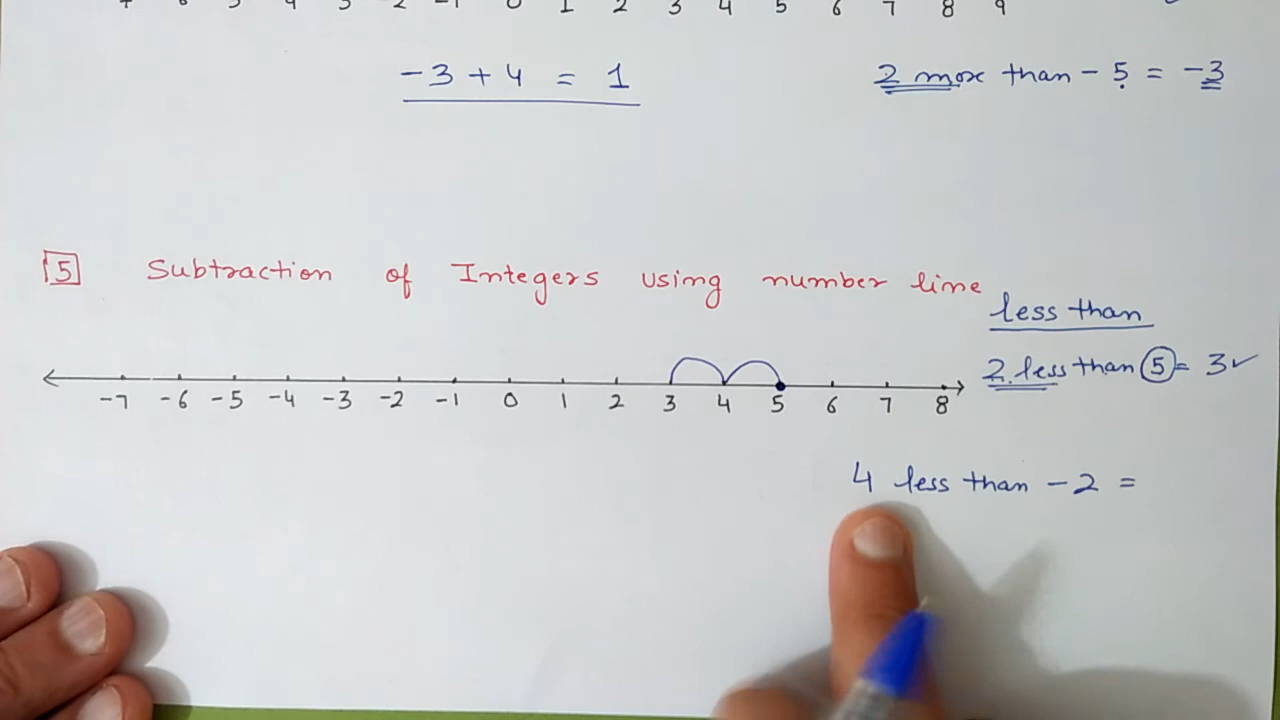 -3 + 4 = 1
2 more than - 5 = -3
5 Subtraction of Integers using number line
less than
2 less than 5 = 3 ✓
-7 -6 -5 -4 -3 -2 -1 0 1 2 3 4 5 6 7 8
4 less than - 2 =